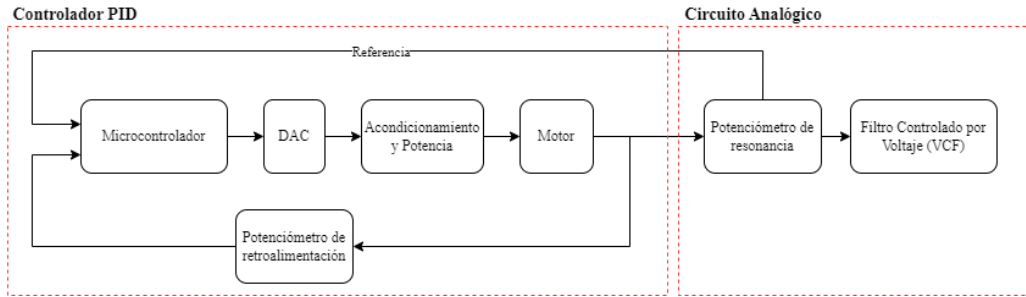 Controlador PID
Circuito Analógico
Referencia
Microcontrolador
DAC
Acondicionamiento
y Potencia
Motor
Potenciómetro de
resonancia
Filtro Controlado por
Voltaje (VCF)
Potenciómetro de
retroalimentación